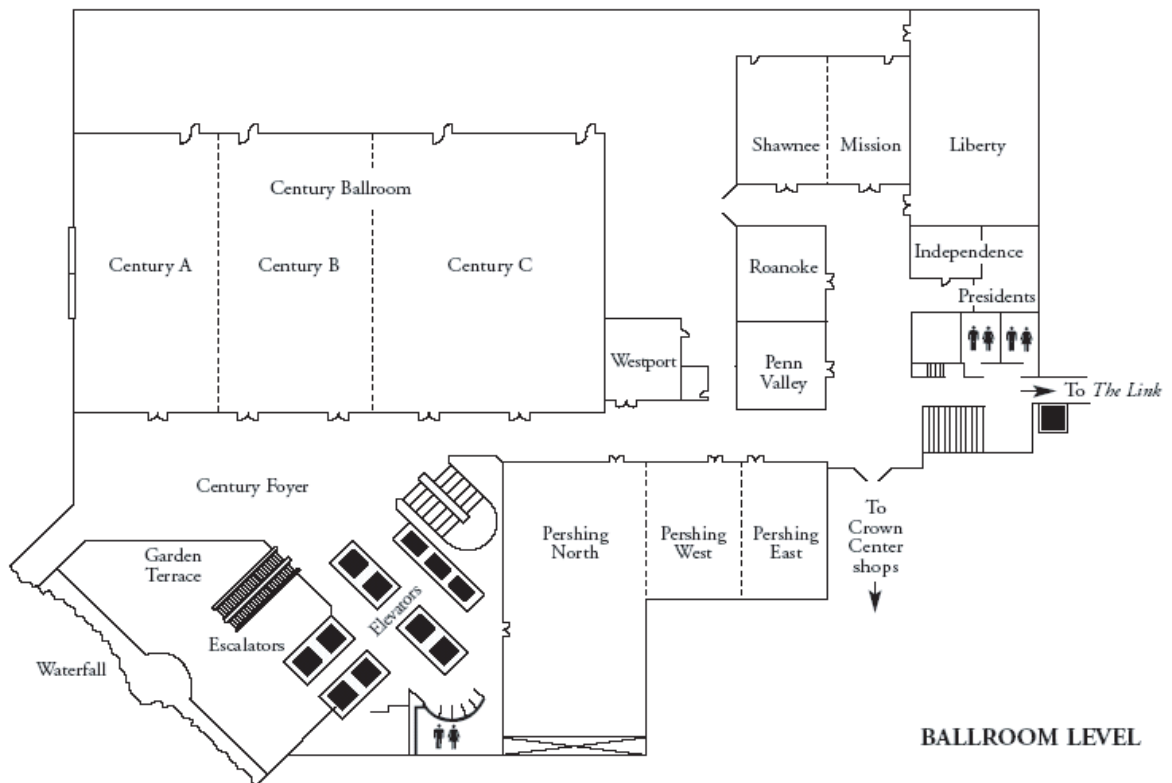 Shawnee
Mission
Liberty
Century Ballroom
Century A
Century B
Century C
Roanoke
Independence
Presidents
Westport
Penn
Valley
To The Link
Century Foyer
Garden
Terrace
Escalators
Elevators
Waterfall
Pershing
North
Pershing
West
Pershing
East
To
Crown
Center
shops
BALLROOM LEVEL